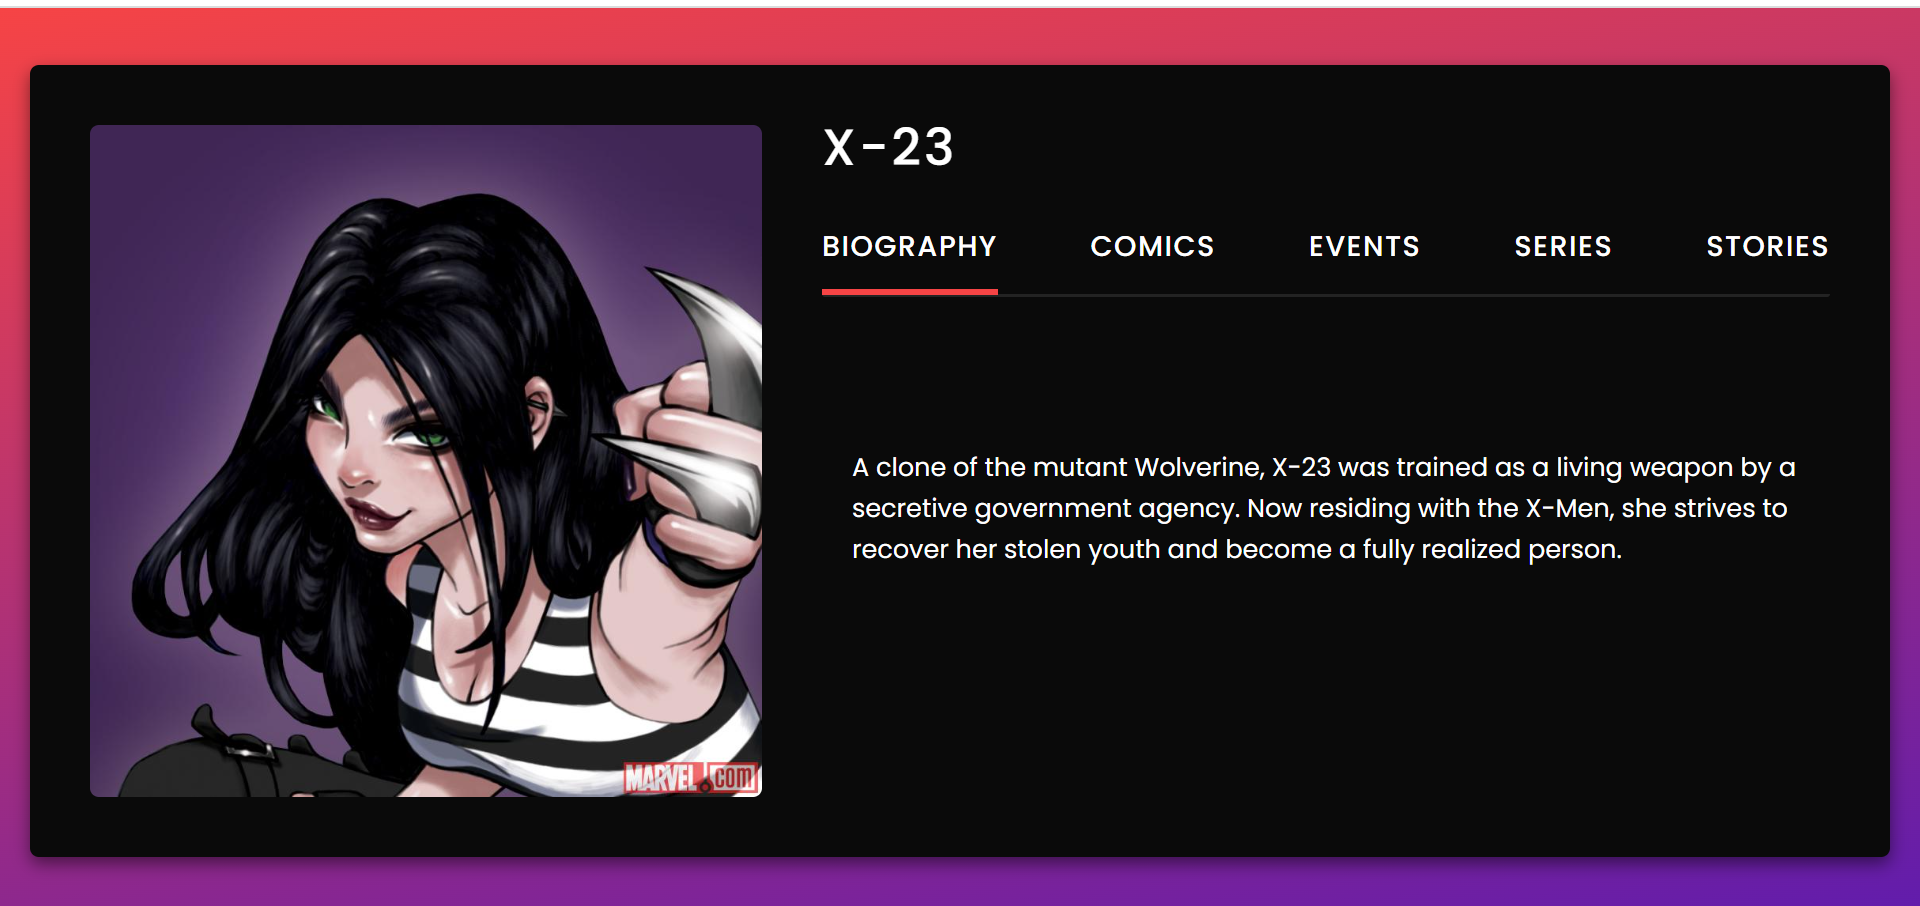 X-23
BIOGRAPHY COMICS EVENTS SERIES STORIES
A clone of the mutant Wolverine, X-23 was trained as a living weapon by a
secretive government agency. Now residing with the X-Men, she strives to
recover her stolen youth and become a fully realized person.
MARVEL.com